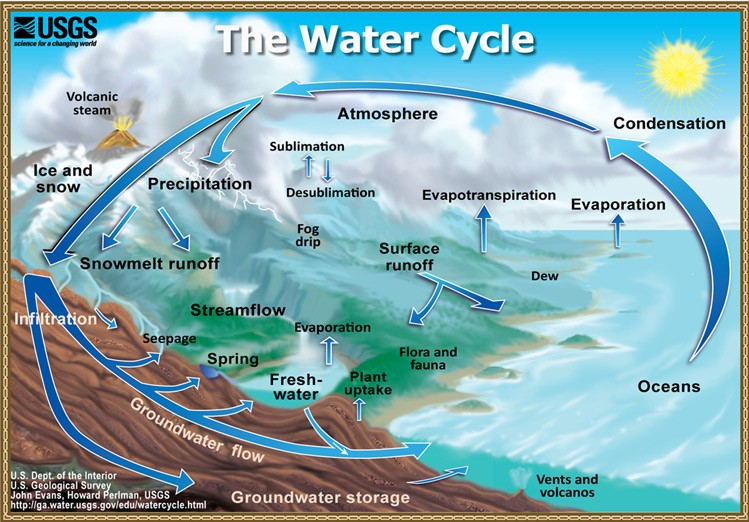 USGS
science for a changing world
The Water Cycle
Volcanic
steam
Atmosphere
Condensation
Sublimation
Ice and
snow
Precipitation
Desublimation
Evapotranspiration
Evaporation
Fog
drip
Surface
runoff
Snowmelt runoff
Dew
Streamflow
Infiltration
Evaporation
Seepage
Spring
Flora and
fauna
Fresh-
water
Plant
uptake
Oceans
Groundwater flow
U.S. Dept. of the Interior
U.S. Geological Survey
John Evans, Howard Perlman, USGS
http://ga.water.usgs.gov/edu/watercycle.html
Groundwater storage
Vents and
volcanos